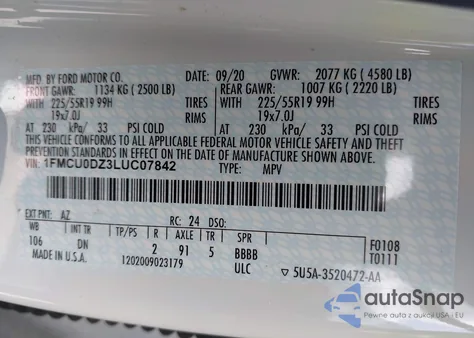 MFD. BY FORD MOTOR CO. DATE: 09/20 GVWR: 2077 KG (4580 LB)
FRONT GAWR: 1134 KG (2500 LB) REAR GAWR: 1007 KG (2220 LB)
WITH 225/55R19 99H TIRES WITH 225/55R19 99H TIRES
19x7.0J RIMS 19x7.0J RIMS
AT 230 kPa/ 33 PSI COLD AT 230 kPa/ 33 PSI COLD
THIS VEHICLE CONFORMS TO ALL APPLICABLE FEDERAL MOTOR VEHICLE SAFETY AND THEFT
PREVENTION STANDARDS IN EFFECT ON THE DATE OF MANUFACTURE SHOWN ABOVE.
VIN: 1FMCU0DZ3LUC07842 TYPE: MPV
EXT PNT: AZ RC: 24 DSO:
WB TP/PS R AXLE TR SPR
106 DN 2 91 5 BBBB F0108
1202009023179 ULC T0111
5U5A-3520472-AA
autoSnap
Pewne auta z aukcji USA i UE